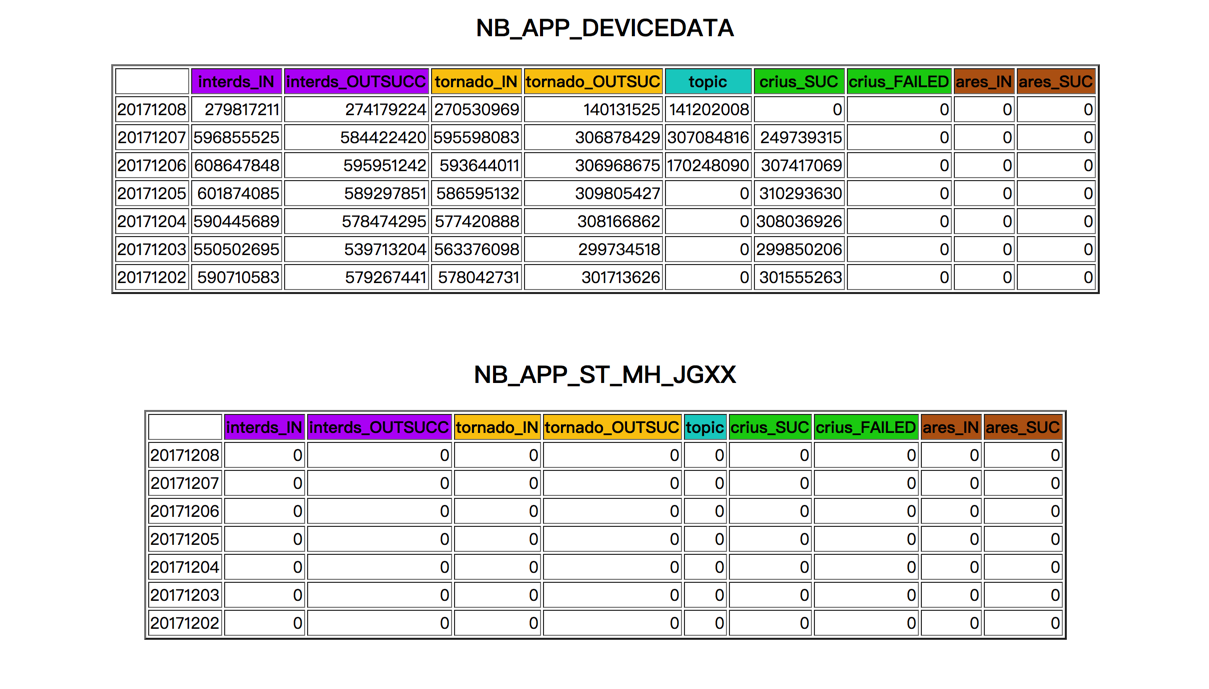 NB_APP_DEVICEDATA
interds_IN interds_OUTSUCC tornado_IN tornado_OUTSUC topic crius_SUC crius_FAILED ares_IN ares_SUC
20171208 279817211 274179224 270530969 140131525 141202008 0 0 0 0
20171207 596855525 584422420 595598083 306878429 307084816 249739315 0 0 0
20171206 608647848 595951242 593644011 306968675 170248090 307417069 0 0 0
20171205 601874085 589297851 586595132 309805427 0 310293630 0 0 0
20171204 590445689 578474295 577420888 308166862 0 308036926 0 0 0
20171203 550502695 539713204 563376098 299734518 0 299850206 0 0 0
20171202 590710583 579267441 578042731 301713626 0 301555263 0 0 0
NB_APP_ST_MH_JGXX
interds_IN interds_OUTSUCC tornado_IN tornado_OUTSUC topic crius_SUC crius_FAILED ares_IN ares_SUC
20171208 0 0 0 0 0 0 0 0 0
20171207 0 0 0 0 0 0 0 0 0
20171206 0 0 0 0 0 0 0 0 0
20171205 0 0 0 0 0 0 0 0 0
20171204 0 0 0 0 0 0 0 0 0
20171203 0 0 0 0 0 0 0 0 0
20171202 0 0 0 0 0 0 0 0 0